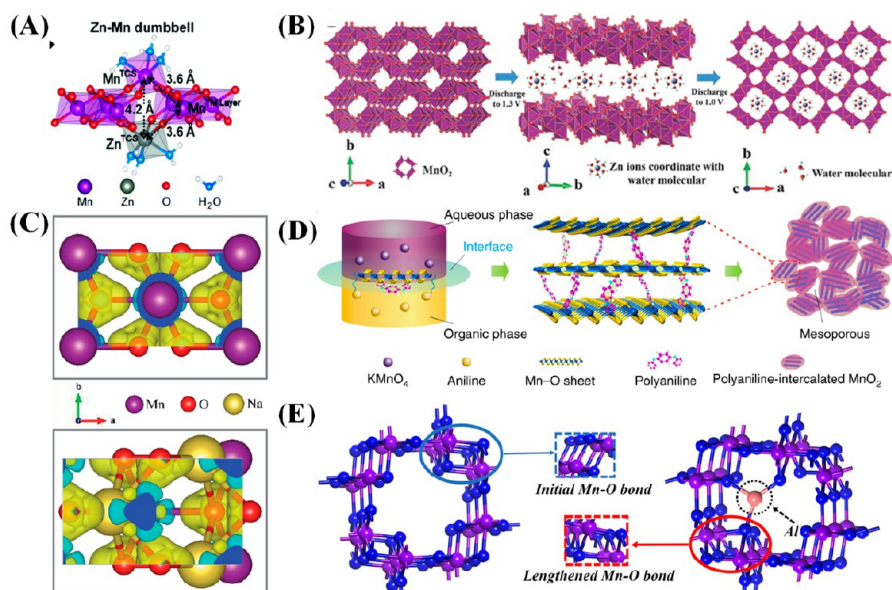 (A)
Zn-Mn dumbbell
Mn^TCS
3.6 Å
4.2 Å
Mn^TM Layer
Zn^TCS
3.6 Å
Mn
Zn
O
H₂O
(B)
Discharge
to 1.3 V
Discharge
to 1.0 V
b
c
a
MnO₂
c
a
b
Zn ions coordinate with
water molecular
b
c
a
Water
molecular
(C)
b
a
Mn
O
Na
(D)
Aqueous phase
Interface
Organic phase
Mesoporous
KMnO₄
Aniline
Mn–O sheet
Polyaniline
Polyaniline-intercalated MnO₂
(E)
Initial Mn-O bond
Lengthened Mn-O bond
Al